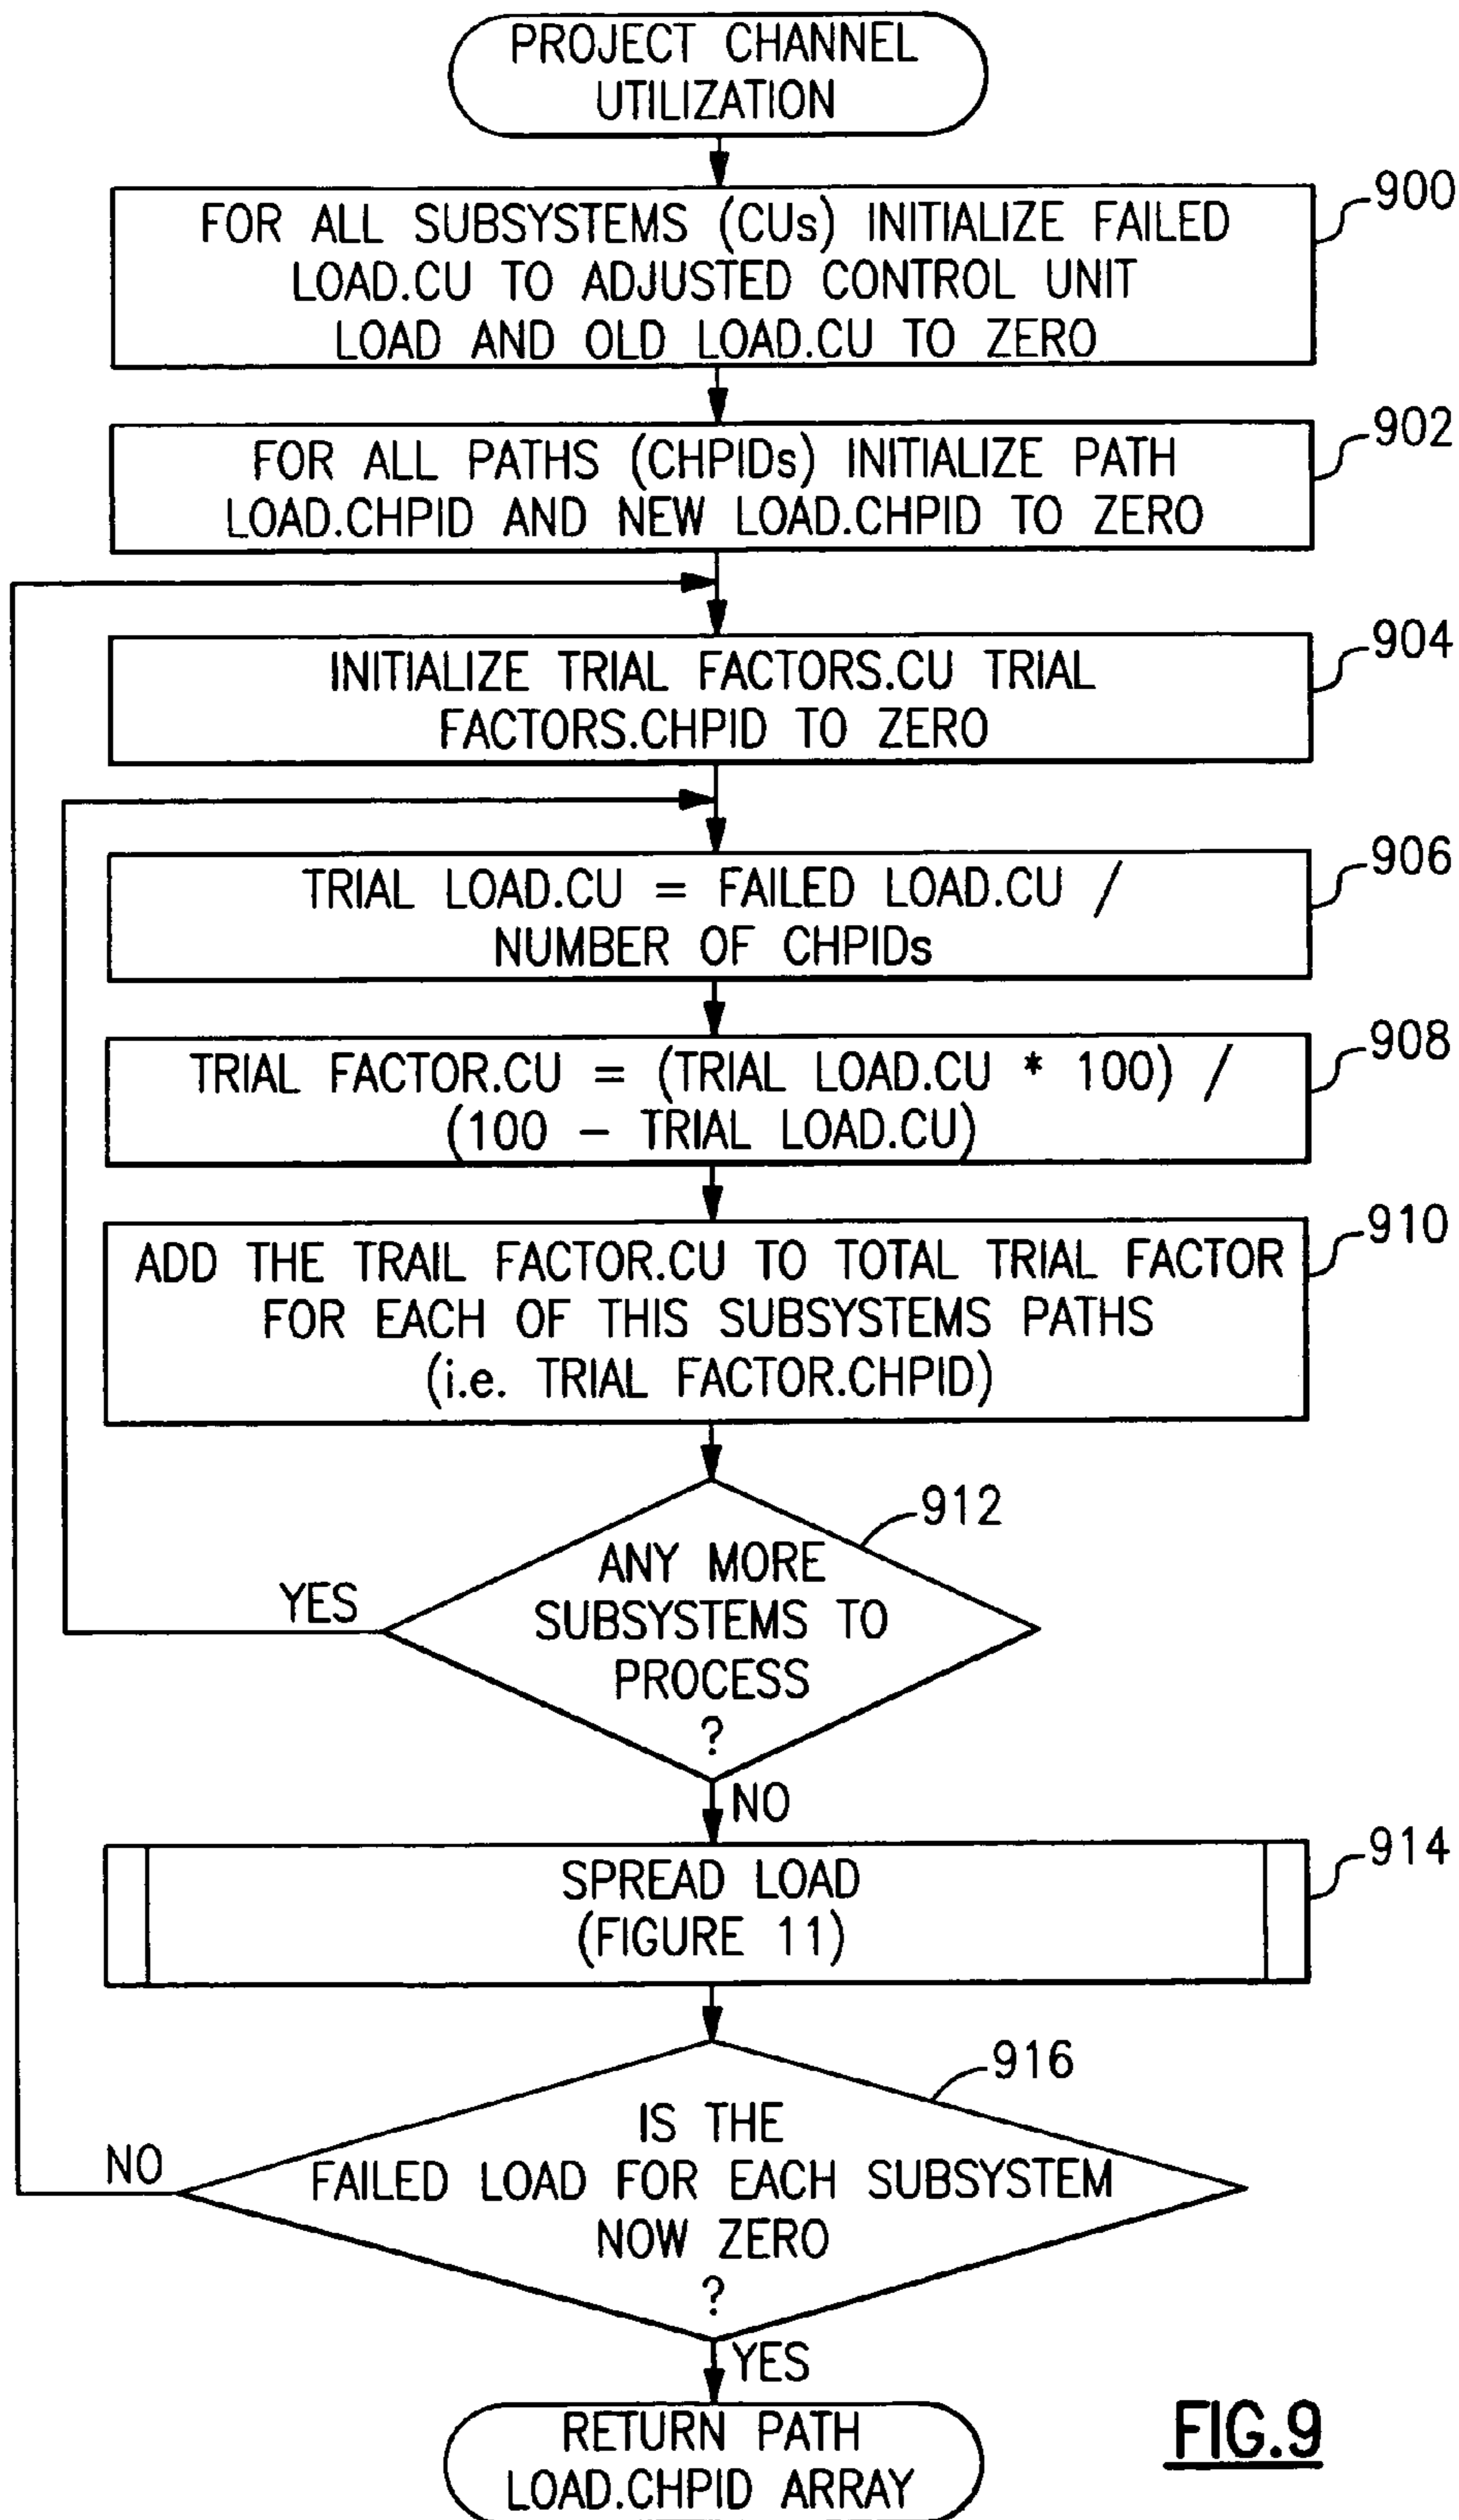 PROJECT CHANNEL
UTILIZATION
900
FOR ALL SUBSYSTEMS (CUs) INITIALIZE FAILED
LOAD.CU TO ADJUSTED CONTROL UNIT
LOAD AND OLD LOAD.CU TO ZERO
902
FOR ALL PATHS (CHPIDs) INITIALIZE PATH
LOAD.CHPID AND NEW LOAD.CHPID TO ZERO
904
INITIALIZE TRIAL FACTORS.CU TRIAL
FACTORS.CHPID TO ZERO
906
TRIAL LOAD.CU = FAILED LOAD.CU /
NUMBER OF CHPIDs
908
TRIAL FACTOR.CU = (TRIAL LOAD.CU * 100) /
(100 – TRIAL LOAD.CU)
910
ADD THE TRAIL FACTOR.CU TO TOTAL TRIAL FACTOR
FOR EACH OF THIS SUBSYSTEMS PATHS
(i.e. TRIAL FACTOR.CHPID)
912
ANY MORE
SUBSYSTEMS TO
PROCESS
?
YES
NO
914
SPREAD LOAD
(FIGURE 11)
916
IS THE
FAILED LOAD FOR EACH SUBSYSTEM
NOW ZERO
?
NO
YES
RETURN PATH
LOAD.CHPID ARRAY
FIG.9